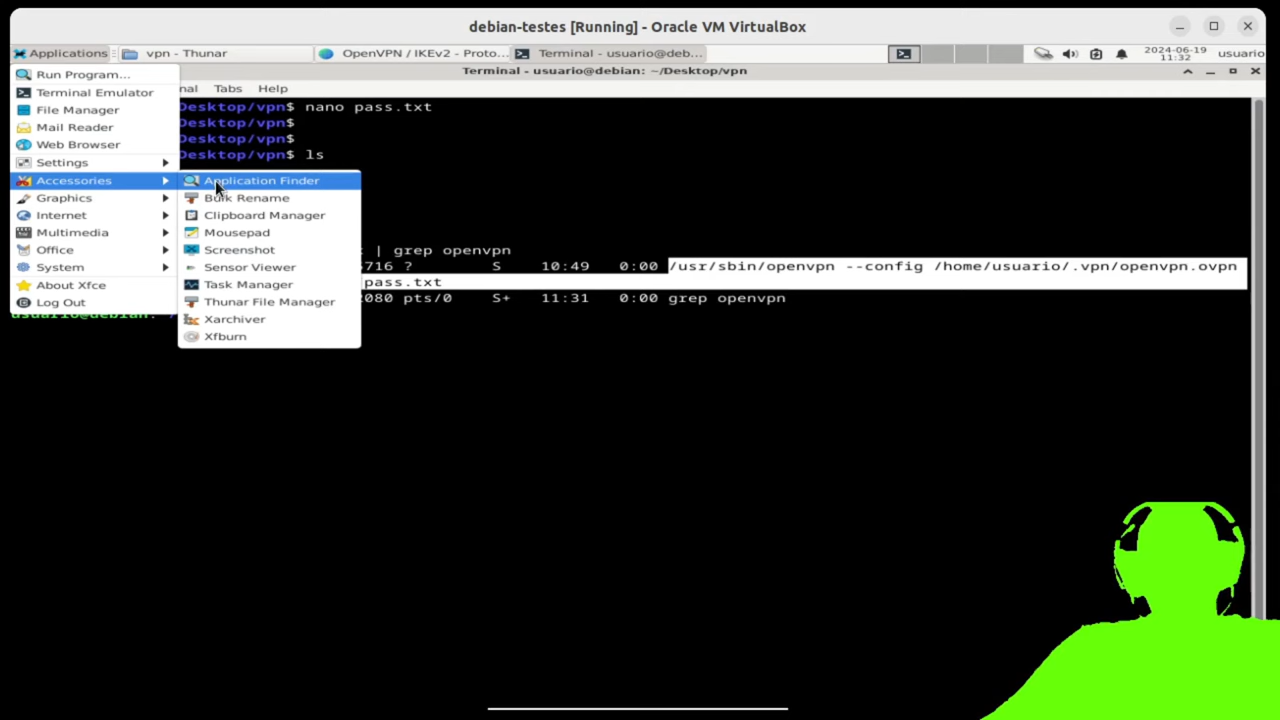 debian-testes [Running] - Oracle VM VirtualBox
Applications vpn - Thunar OpenVPN / IKEv2 - Proto... Terminal - usuario@deb... 2024-06-19 11:32 usuario
Terminal - usuario@debian: ~/Desktop/vpn
Run Program...
Terminal Emulator
File Manager
Mail Reader
Web Browser
Settings
Accessories
Graphics
Internet
Multimedia
Office
System
About Xfce
Log Out
Application Finder
Bulk Rename
Clipboard Manager
Mousepad
Screenshot
Sensor Viewer
Task Manager
Thunar File Manager
Xarchiver
Xfburn
nal Tabs Help
Desktop/vpn$ nano pass.txt
Desktop/vpn$
Desktop/vpn$
Desktop/vpn$ ls
| grep openvpn
716 ? S 10:49 0:00 /usr/sbin/openvpn --config /home/usuario/.vpn/openvpn.ovpn
pass.txt
2080 pts/0 S+ 11:31 0:00 grep openvpn